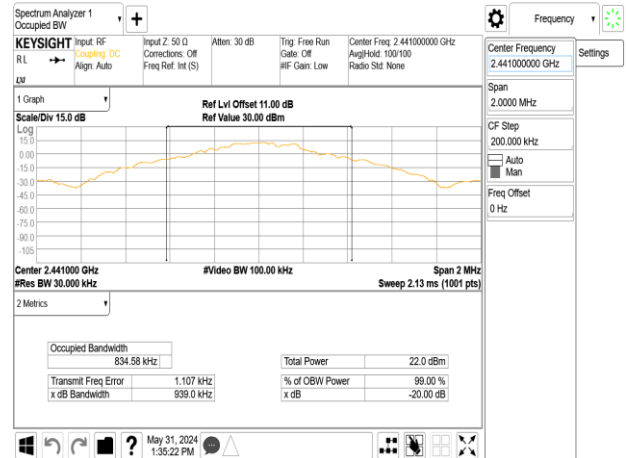 Spectrum Analyzer 1
Occupied BW
Frequency
KEYSIGHT
Input: RF
Coupling: DC
Align: Auto
Input Z: 50 Ω
Corrections: Off
Freq Ref: Int (S)
Atten: 30 dB
Trig: Free Run
Gate: Off
#IF Gain: Low
Center Freq: 2.441000000 GHz
Avg|Hold: 100/100
Radio Std: None
RL
LXI
Center Frequency
2.441000000 GHz
Settings
Span
2.0000 MHz
CF Step
200.000 kHz
Auto
Man
Freq Offset
0 Hz
1 Graph
Scale/Div 15.0 dB
Ref Lvl Offset 11.00 dB
Ref Value 30.00 dBm
Log
15.0
0.00
-15.0
-30.0
-45.0
-60.0
-75.0
-90.0
-105
Center 2.441000 GHz
#Video BW 100.00 kHz
Span 2 MHz
#Res BW 30.000 kHz
Sweep 2.13 ms (1001 pts)
2 Metrics
Occupied Bandwidth
834.58 kHz
Total Power 22.0 dBm
Transmit Freq Error 1.107 kHz
% of OBW Power 99.00 %
x dB Bandwidth 939.0 kHz
x dB -20.00 dB
?
May 31, 2024
1:35:22 PM